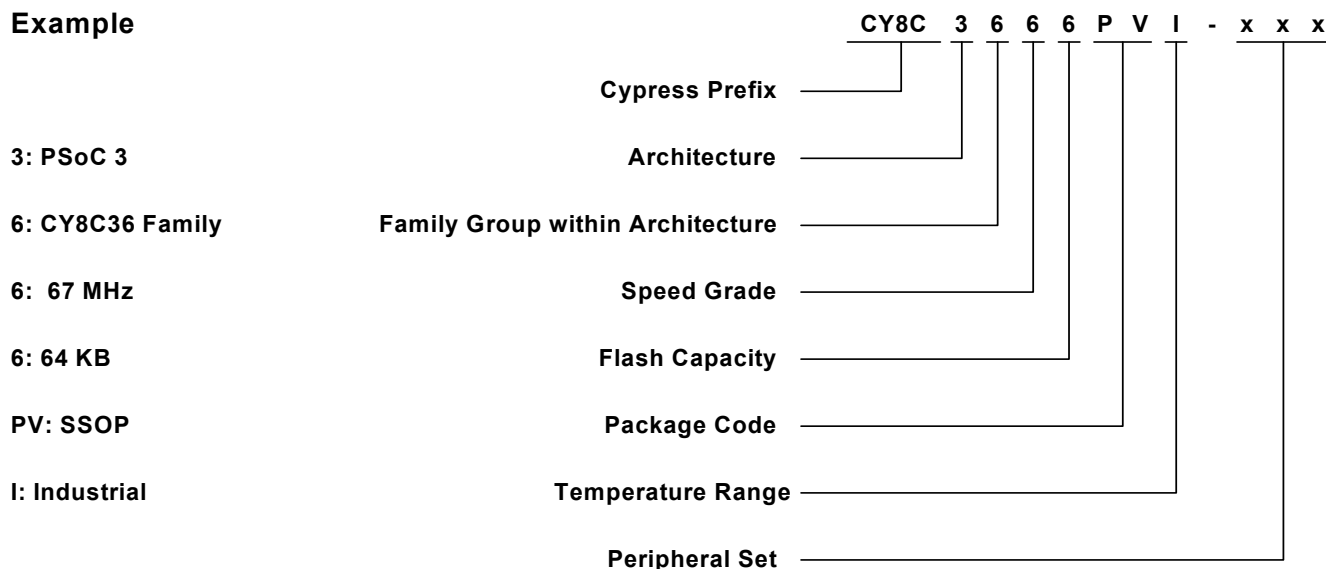 Example CY8C 3 6 6 6 P V I - x x x
Cypress Prefix
3: PSoC 3 Architecture
6: CY8C36 Family Family Group within Architecture
6: 67 MHz Speed Grade
6: 64 KB Flash Capacity
PV: SSOP Package Code
I: Industrial Temperature Range
Peripheral Set